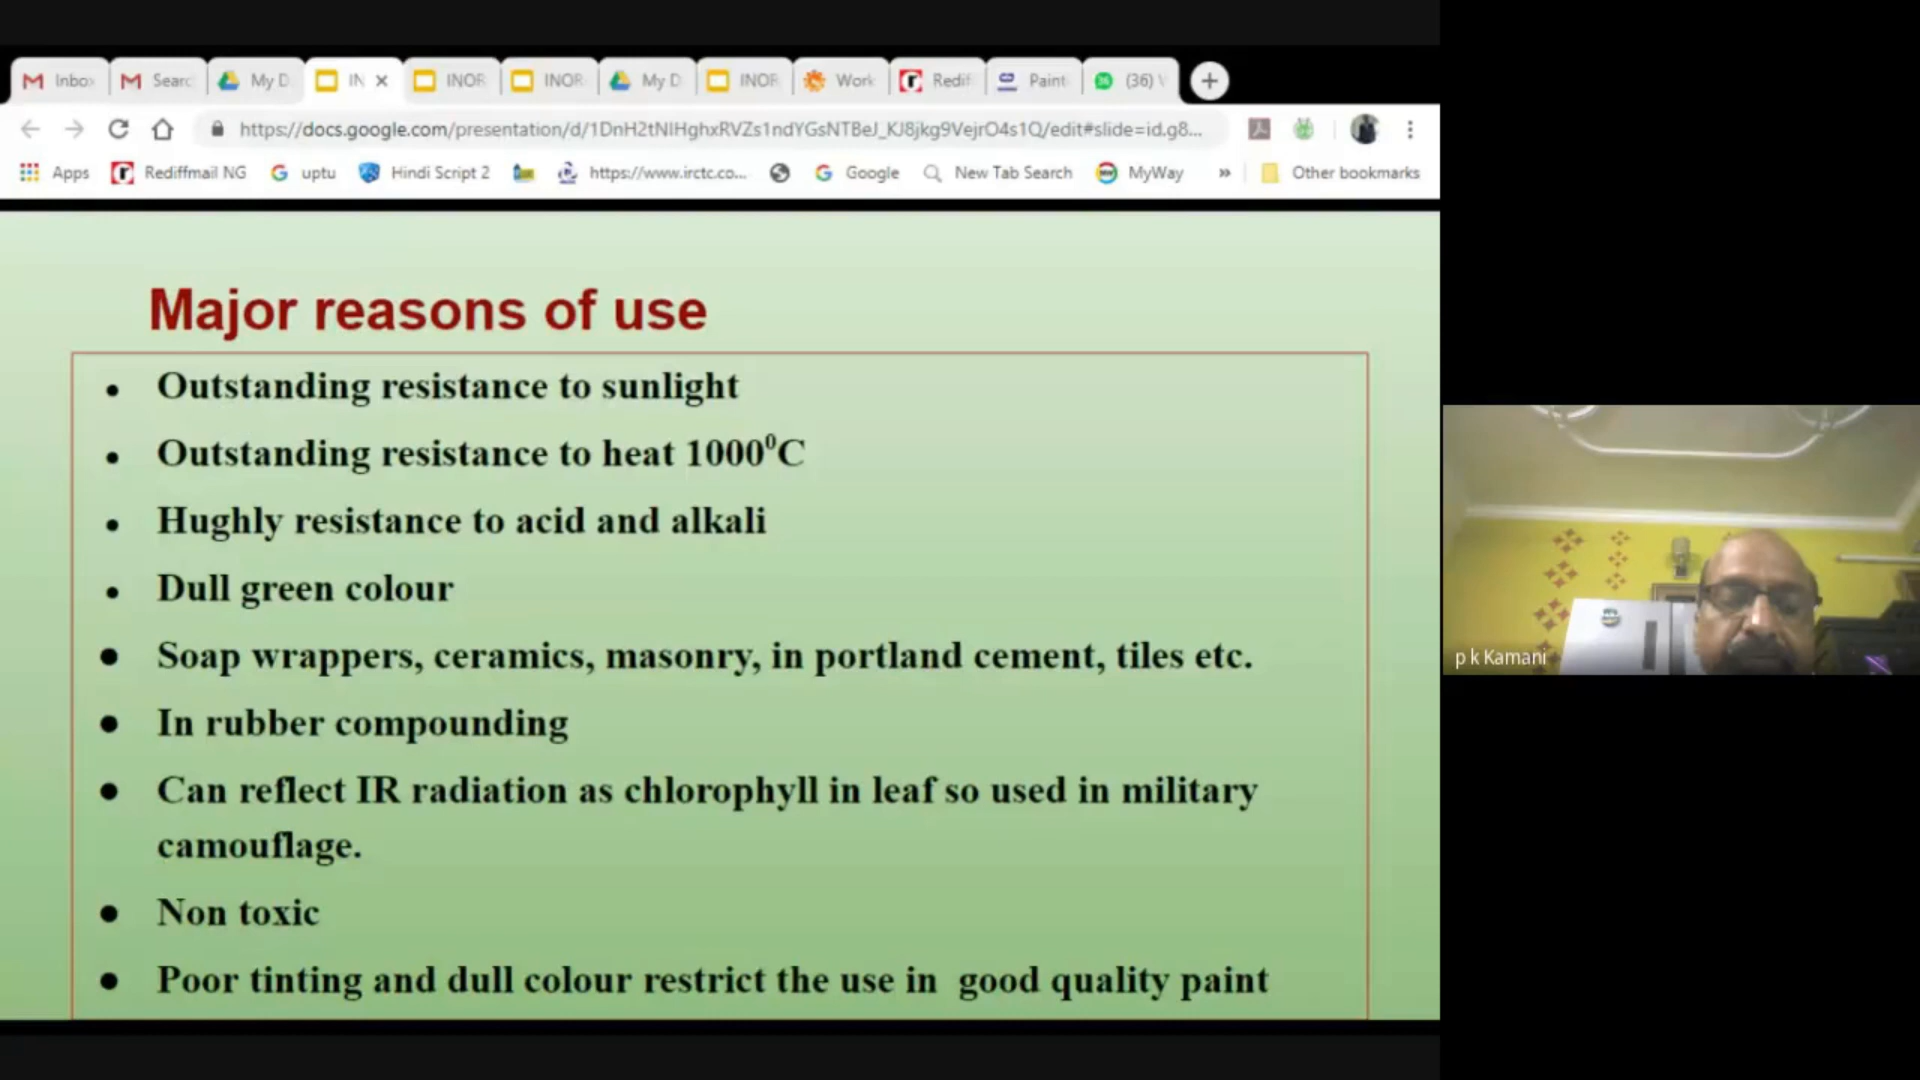 Inbo
Searc
My D
IN
INOR
INOR
My D
INOR
Work
Redif
Paint
(36)
https://docs.google.com/presentation/d/1DnH2tNIHghxRVZs1ndYGsNTBeJ_KJ8jkg9VejrO4s1Q/edit#slide=id.g8...
Apps
Rediffmail NG
uptu
Hindi Script 2
https://www.irctc.co...
Google
New Tab Search
MyWay
»
Other bookmarks
Major reasons of use
• Outstanding resistance to sunlight
• Outstanding resistance to heat 1000⁰C
• Hughly resistance to acid and alkali
• Dull green colour
• Soap wrappers, ceramics, masonry, in portland cement, tiles etc.
• In rubber compounding
• Can reflect IR radiation as chlorophyll in leaf so used in military
camouflage.
• Non toxic
• Poor tinting and dull colour restrict the use in good quality paint
p k Kamani